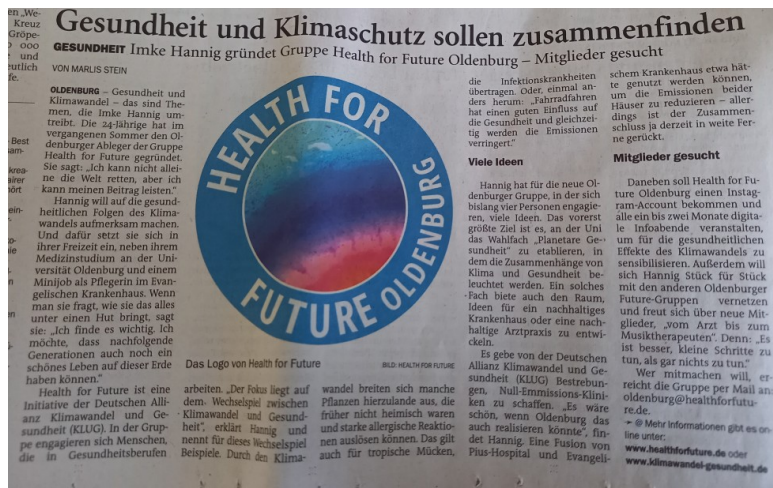 en „We-
Kreuz
Gröpe-
o 000
und
eutlich
fe.
Best
am-
krea-
airer
hört
ein-
ko-
nie
en
n
Gesundheit und Klimaschutz sollen zusammenfinden
GESUNDHEIT Imke Hannig gründet Gruppe Health for Future Oldenburg – Mitglieder gesucht
VON MARLIS STEIN
OLDENBURG – Gesundheit und
Klimawandel – das sind The-
men, die Imke Hannig um-
treibt. Die 24-Jährige hat im
vergangenen Sommer den Ol-
denburger Ableger der Gruppe
Health for Future gegründet.
Sie sagt: „Ich kann nicht allei-
ne die Welt retten, aber ich
kann meinen Beitrag leisten.“
Hannig will auf die gesund-
heitlichen Folgen des Klima-
wandels aufmerksam machen.
Und dafür setzt sie sich in
ihrer Freizeit ein, neben ihrem
Medizinstudium an der Uni-
versität Oldenburg und einem
Minijob als Pflegerin im Evan-
gelischen Krankenhaus. Wenn
man sie fragt, wie sie das alles
unter einen Hut bringt, sagt
sie: „Ich finde es wichtig. Ich
möchte, dass nachfolgende
Generationen auch noch ein
schönes Leben auf dieser Erde
haben können.“
Health for Future ist eine
Initiative der Deutschen Alli-
anz Klimawandel und Ge-
sundheit (KLUG). In der Grup-
pe engagieren sich Menschen,
die in Gesundheitsberufen
HEALTH FOR
FUTURE OLDENBURG
Das Logo von Health for Future
BILD: HEALTH FOR FUTURE
arbeiten. „Der Fokus liegt auf
dem Wechselspiel zwischen
Klimawandel und Gesund-
heit“, erklärt Hannig und
nennt für dieses Wechselspiel
Beispiele. Durch den Klima-
wandel breiten sich manche
Pflanzen hierzulande aus, die
früher nicht heimisch waren
und starke allergische Reaktio-
nen auslösen können. Das gilt
auch für tropische Mücken,
die Infektionskrankheiten
übertragen. Oder, einmal an-
ders herum: „Fahrradfahren
hat einen guten Einfluss auf
die Gesundheit und gleichzei-
tig werden die Emissionen
verringert.“
Viele Ideen
Hannig hat für die neue Ol-
denburger Gruppe, in der sich
bislang vier Personen engagie-
ren, viele Ideen. Das vorerst
größte Ziel ist es, an der Uni
das Wahlfach „Planetare Ge-
sundheit“ zu etablieren, in
dem die Zusammenhänge von
Klima und Gesundheit be-
leuchtet werden. Ein solches
Fach biete auch den Raum,
Ideen für ein nachhaltiges
Krankenhaus oder eine nach-
haltige Arztpraxis zu entwi-
ckeln.
Es gebe von der Deutschen
Allianz Klimawandel und Ge-
sundheit (KLUG) Bestrebun-
gen, Null-Emmissions-Klini-
ken zu schaffen. „Es wäre
schön, wenn Oldenburg das
auch realisieren könnte“, fin-
det Hannig. Eine Fusion von
Pius-Hospital und Evangeli-
schem Krankenhaus etwa hät-
te genutzt werden können,
um die Emissionen beider
Häuser zu reduzieren – aller-
dings ist der Zusammen-
schluss ja derzeit in weite Fer-
ne gerückt.
Mitglieder gesucht
Daneben soll Health for Fu-
ture Oldenburg einen Instag-
ram-Account bekommen und
alle ein bis zwei Monate digita-
le Infoabende veranstalten,
um für die gesundheitlichen
Effekte des Klimawandels zu
sensibilisieren. Außerdem will
sich Hannig Stück für Stück
mit den anderen Oldenburger
Future-Gruppen vernetzen
und freut sich über neue Mit-
glieder, „vom Arzt bis zum
Musiktherapeuten“. Denn: „Es
ist besser, kleine Schritte zu
tun, als gar nichts zu tun.“
Wer mitmachen will, er-
reicht die Gruppe per Mail an
oldenburg@healthforfutu-
re.de.
➛ @ Mehr Informationen gibt es on-
line unter:
www.healthforfuture.de oder
www.klimawandel-gesundheit.de